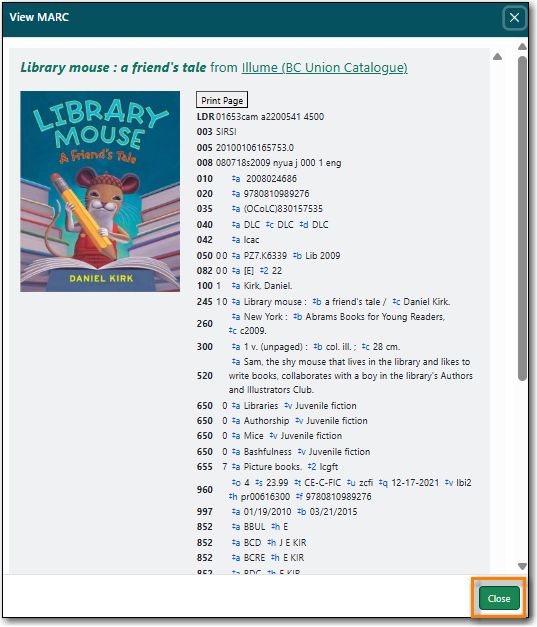 View MARC
Library mouse : a friend's tale from Illume (BC Union Catalogue)
LIBRARY
MOUSE
A Friend's Tale
DANIEL KIRK
Print Page
LDR 01653cam a2200541 4500
003 SIRSI
005 20100106165753.0
008 080718s2009 nyua j 000 1 eng
010 ‡a 2008024686
020 ‡a 9780810989276
035 ‡a (OCoLC)830157535
040 ‡a DLC ‡c DLC ‡d DLC
042 ‡a lcac
050 0 0 ‡a PZ7.K6339 ‡b Lib 2009
082 0 0 ‡a [E] ‡2 22
100 1 ‡a Kirk, Daniel.
245 1 0 ‡a Library mouse : ‡b a friend's tale / ‡c Daniel Kirk.
260 ‡a New York : ‡b Abrams Books for Young Readers,
‡c c2009.
300 ‡a 1 v. (unpaged) : ‡b col. ill. ; ‡c 28 cm.
520 ‡a Sam, the shy mouse that lives in the library and likes to
write books, collaborates with a boy in the library's Authors
and Illustrators Club.
650 0 ‡a Libraries ‡v Juvenile fiction
650 0 ‡a Authorship ‡v Juvenile fiction
650 0 ‡a Mice ‡v Juvenile fiction
650 0 ‡a Bashfulness ‡v Juvenile fiction
655 7 ‡a Picture books. ‡2 lcgft
960 ‡o 4 ‡s 23.99 ‡t CE-C-FIC ‡u zcfi ‡q 12-17-2021 ‡v lbi2
‡h pr00616300 ‡f 9780810989276
997 ‡a 01/19/2010 ‡b 03/21/2015
852 ‡a BBUL ‡h E
852 ‡a BCD ‡h J E KIR
852 ‡a BCRE ‡h E KIR
852 ‡a BDC ‡h E KIR
Close